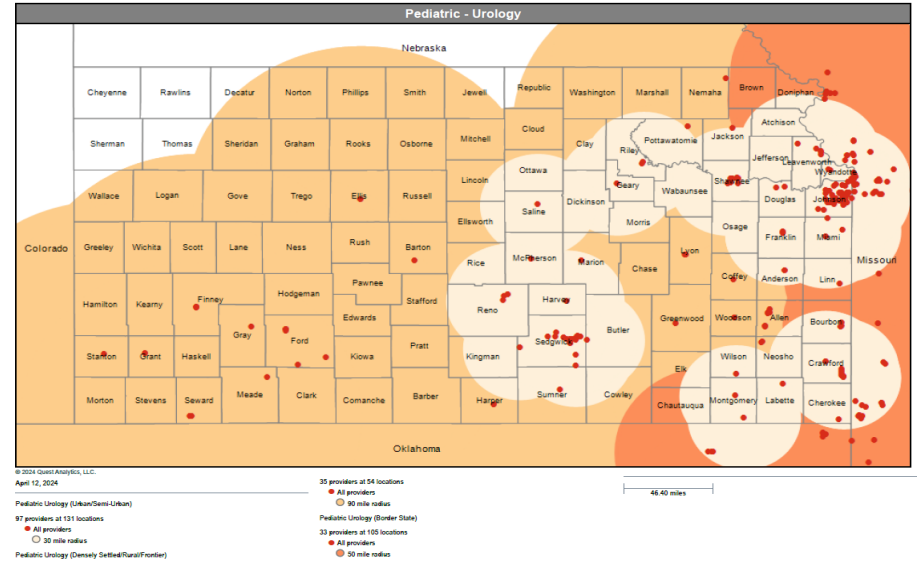 Pediatric - Urology
Nebraska
Cheyenne Rawlins Decatur Norton Phillips Smith Jewell Republic Washington Marshall Nemaha Brown Doniphan
Atchison
Sherman Thomas Sheridan Graham Rooks Osborne Mitchell Cloud Clay Riley Pottawatomie Jackson
Jefferson Leavenworth
Lincoln Ottawa Wyandotte
Wallace Logan Gove Trego Ellis Russell Saline Dickinson Geary Wabaunsee Shawnee Douglas Johnson
Ellsworth Morris Osage
Colorado Greeley Wichita Scott Lane Ness Rush Barton Rice McPherson Marion Chase Lyon Franklin Miami Missouri
Pawnee Coffey Anderson Linn
Hamilton Kearny Finney Hodgeman Stafford Reno Harvey
Gray Ford Edwards Sedgwick Butler Greenwood Woodson Allen Bourbon
Stanton Grant Haskell Kiowa Pratt Kingman Wilson Neosho Crawford
Elk
Morton Stevens Seward Meade Clark Comanche Barber Harper Sumner Cowley Chautauqua Montgomery Labette Cherokee
Oklahoma
© 2024 Quest Analytics, LLC.
April 12, 2024
Pediatric Urology (Urban/Semi-Urban)
97 providers at 131 locations
All providers
30 mile radius
Pediatric Urology (Densely Settled/Rural/Frontier)
35 providers at 54 locations
All providers
90 mile radius
Pediatric Urology (Border State)
33 providers at 105 locations
All providers
50 mile radius
46.40 miles